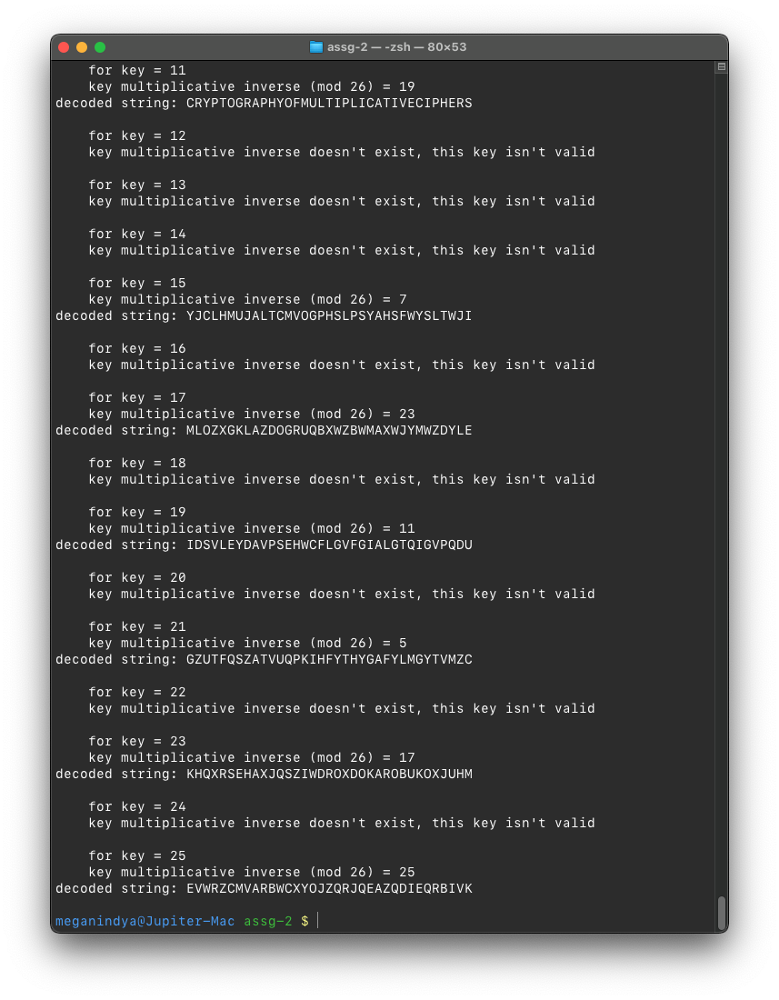 assg-2 — -zsh — 80×53
for key = 11
key multiplicative inverse (mod 26) = 19
decoded string: CRYPTOGRAPHYOFMULTIPLICATIVECIPHERS
for key = 12
key multiplicative inverse doesn't exist, this key isn't valid
for key = 13
key multiplicative inverse doesn't exist, this key isn't valid
for key = 14
key multiplicative inverse doesn't exist, this key isn't valid
for key = 15
key multiplicative inverse (mod 26) = 7
decoded string: YJCLHMUJALTCMVOGPHSLPSYAHSFWYSLTWJI
for key = 16
key multiplicative inverse doesn't exist, this key isn't valid
for key = 17
key multiplicative inverse (mod 26) = 23
decoded string: MLOZXGKLAZDOGRUQBXWZBWMAXWJYMWZDYLE
for key = 18
key multiplicative inverse doesn't exist, this key isn't valid
for key = 19
key multiplicative inverse (mod 26) = 11
decoded string: IDSVLEYDAVPSEHWCFLGVFGIALGTQIGVPQDU
for key = 20
key multiplicative inverse doesn't exist, this key isn't valid
for key = 21
key multiplicative inverse (mod 26) = 5
decoded string: GZUTFQSZATVUQPKIHFYTHYGAFYLMGYTVMZC
for key = 22
key multiplicative inverse doesn't exist, this key isn't valid
for key = 23
key multiplicative inverse (mod 26) = 17
decoded string: KHQXRSEHAXJQSZIWDROXDOKAROBUKOXJUHM
for key = 24
key multiplicative inverse doesn't exist, this key isn't valid
for key = 25
key multiplicative inverse (mod 26) = 25
decoded string: EVWRZCMVARBWCXYOJZQRJQEAZQDIEQRBIVK
meganindya@Jupiter-Mac assg-2 $